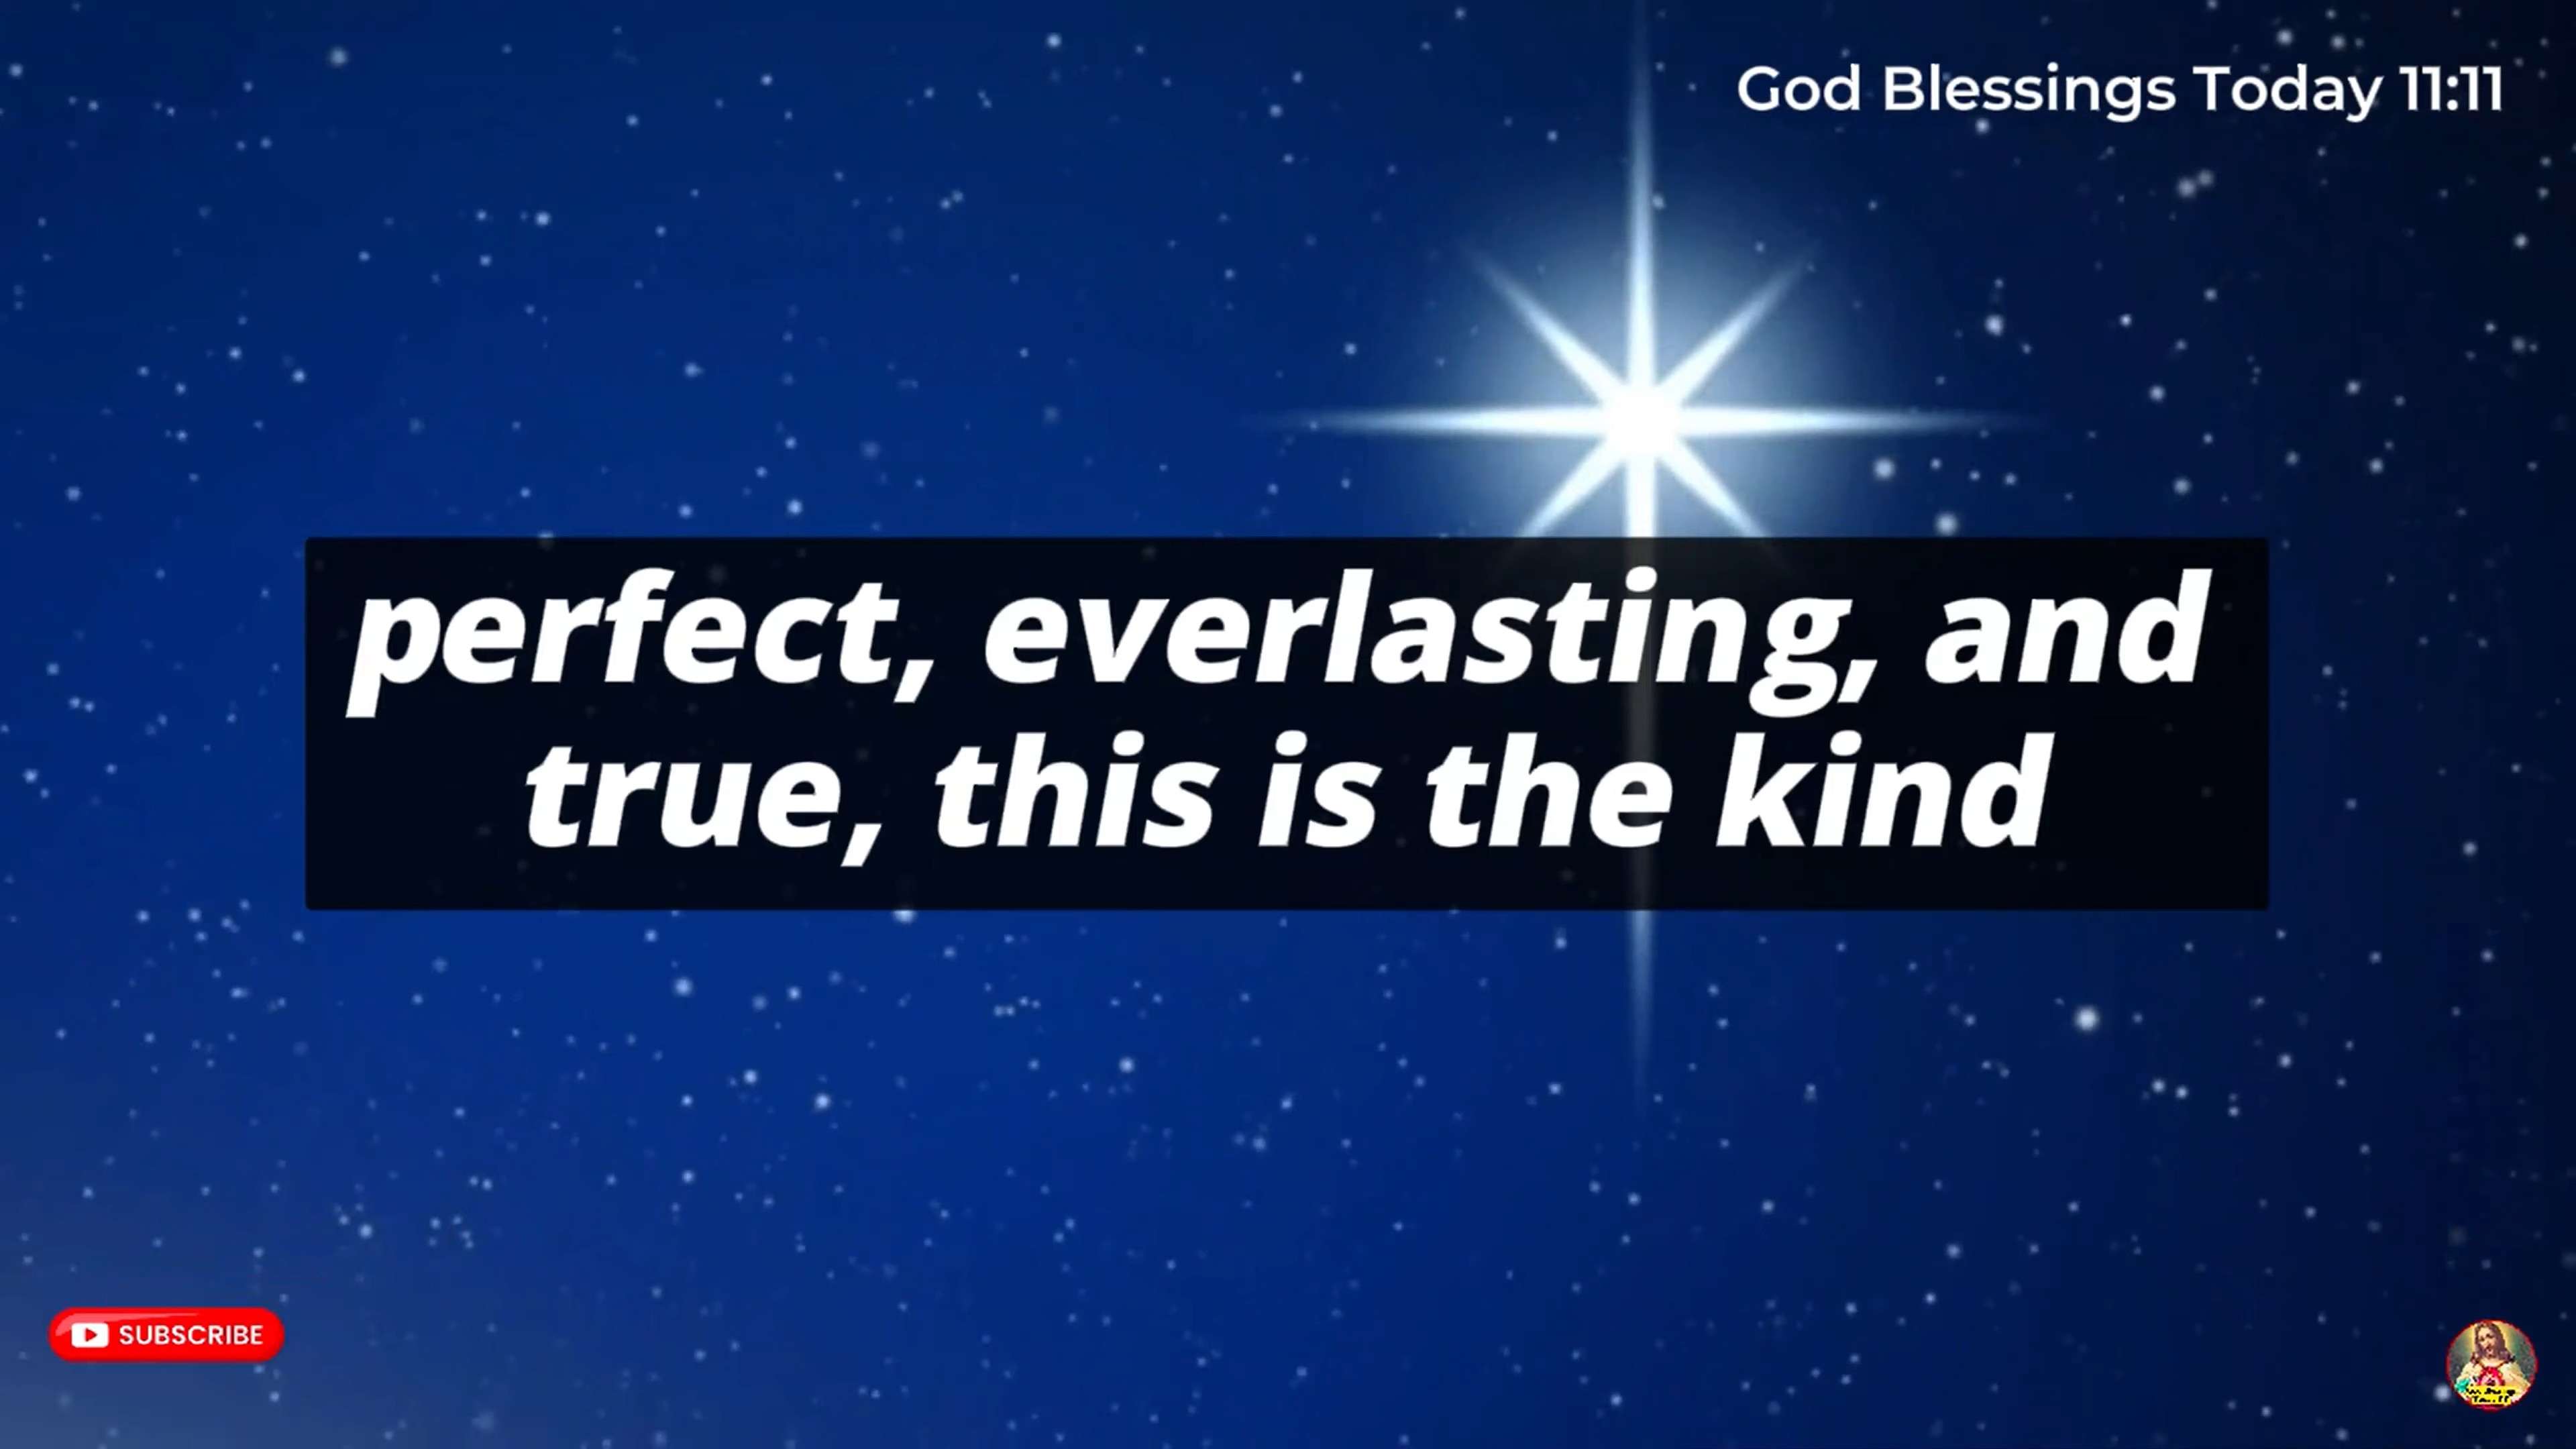 God Blessings Today 11:11
perfect, everlasting, and
true, this is the kind
SUBSCRIBE